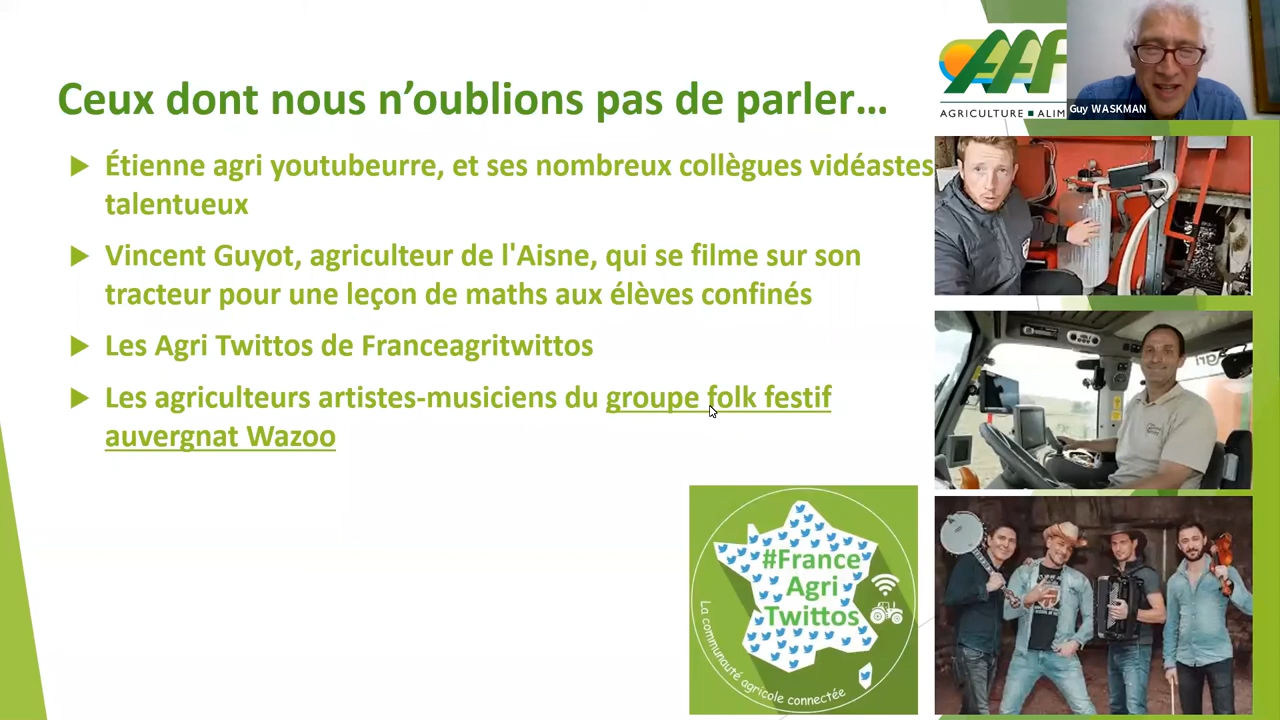 Ceux dont nous n’oublions pas de parler…
Étienne agri youtubeurre, et ses nombreux collègues vidéastes
talentueux
Vincent Guyot, agriculteur de l'Aisne, qui se filme sur son
tracteur pour une leçon de maths aux élèves confinés
Les Agri Twittos de Franceagritwittos
Les agriculteurs artistes-musiciens du groupe folk festif
auvergnat Wazoo
AAF
AGRICULTURE ■ ALIM
Guy WASKMAN
#France
Agri
Twittos
La communauté agricole connectée